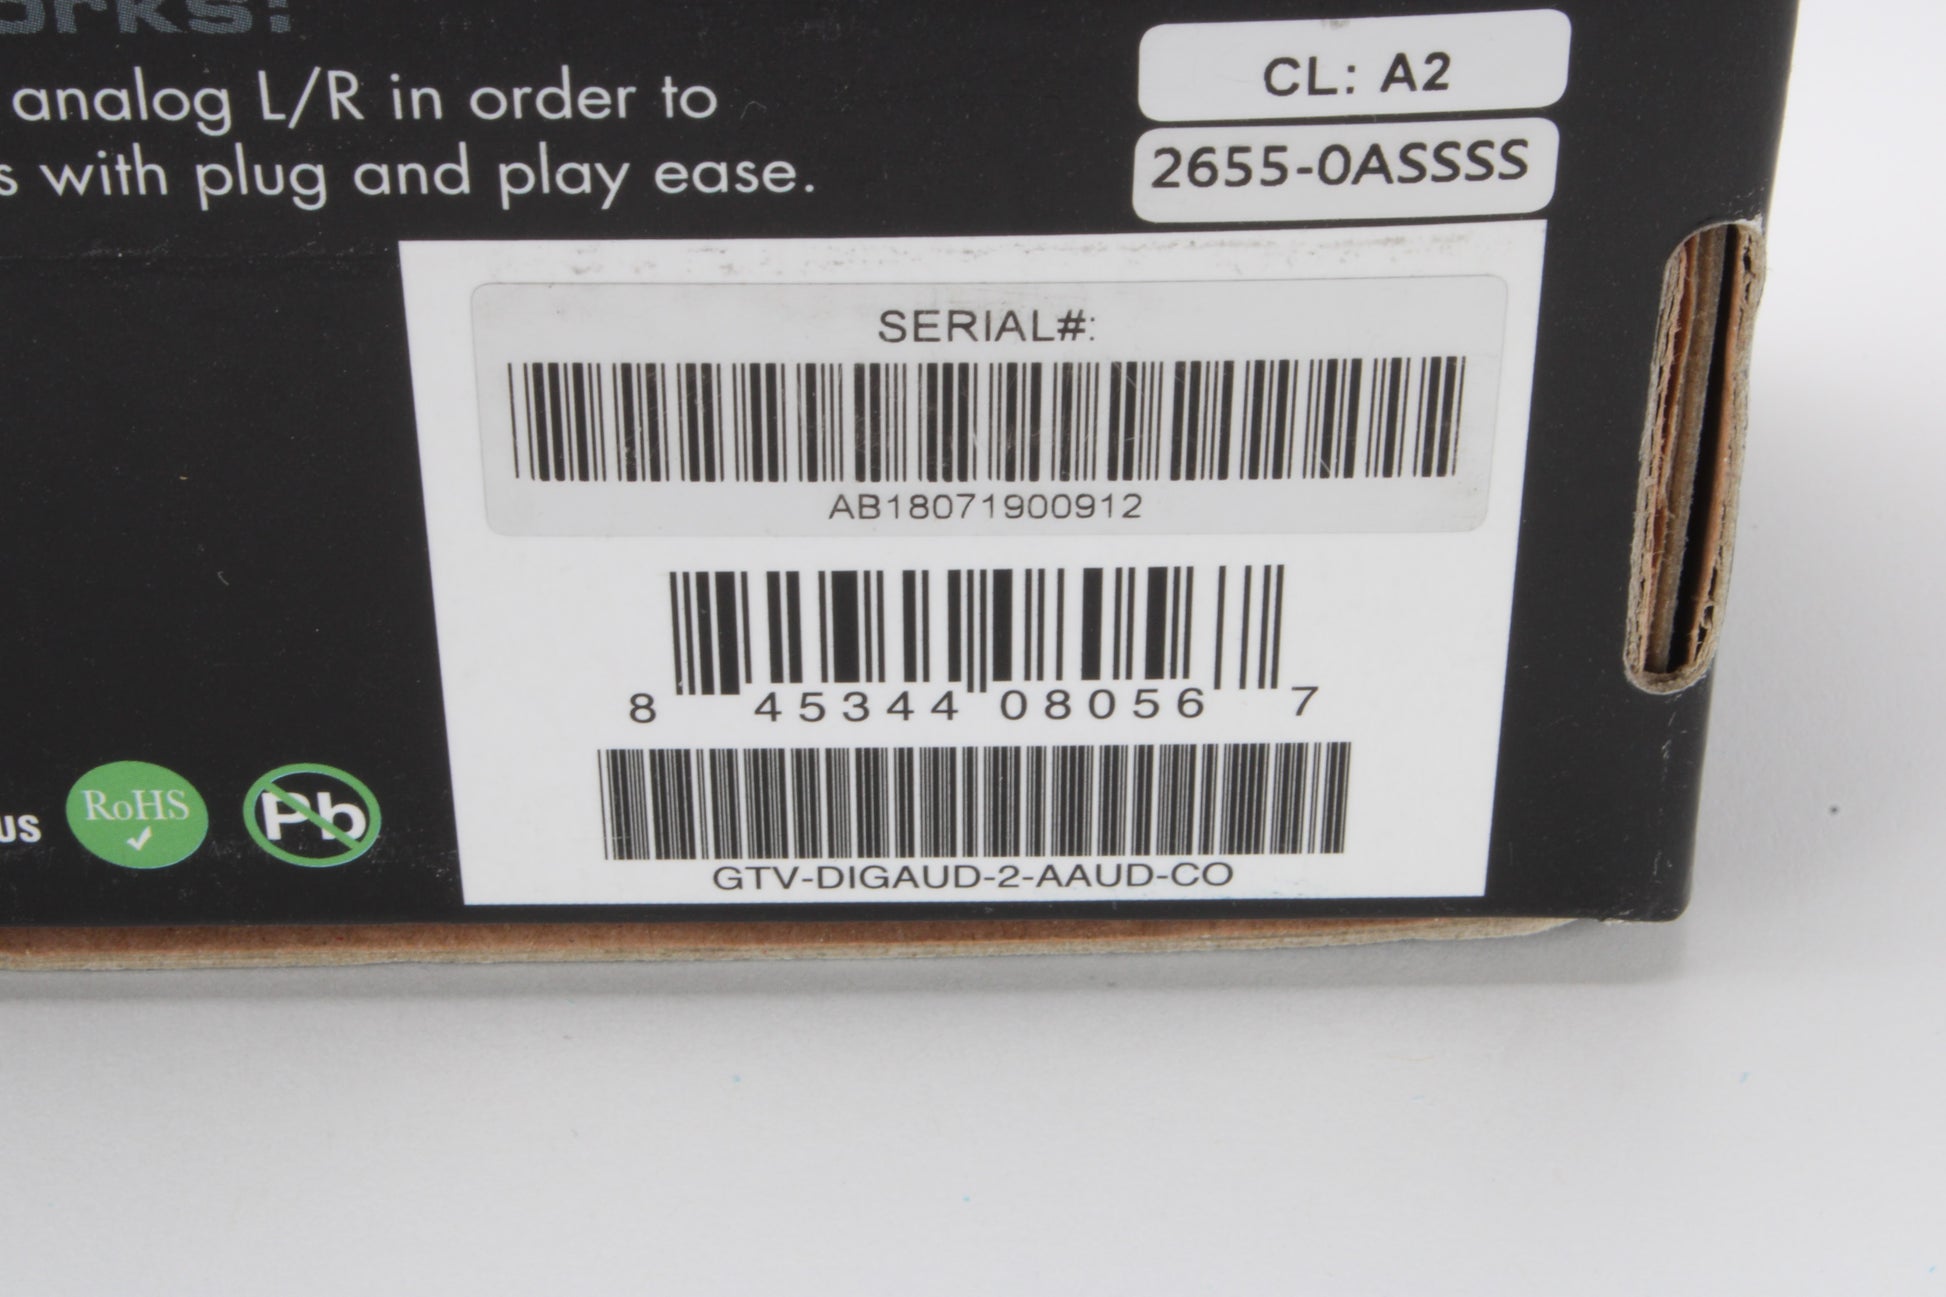 analog L/R in order to
with plug and play ease.
CL: A2
2655-0ASSSS
SERIAL#:
AB18071900912
8 45344 08056 7
GTV-DIGAUD-2-AAUD-CO
US
RoHS
Pb